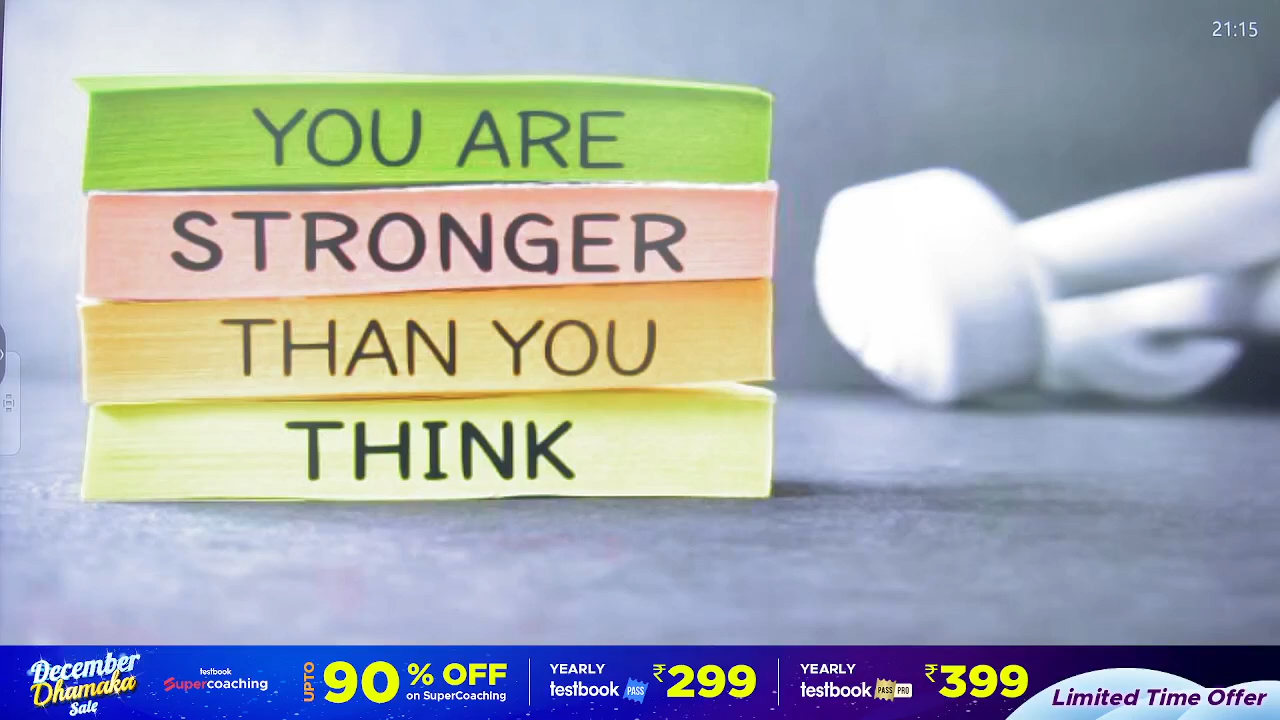 21:15
YOU ARE
STRONGER
THAN YOU
THINK
December
Dhamaka
Sale
testbook
Supercoaching
UPTO
90% OFF
on SuperCoaching
YEARLY
testbook PASS
₹299
YEARLY
testbook PASS PRO
₹399
Limited Time Offer